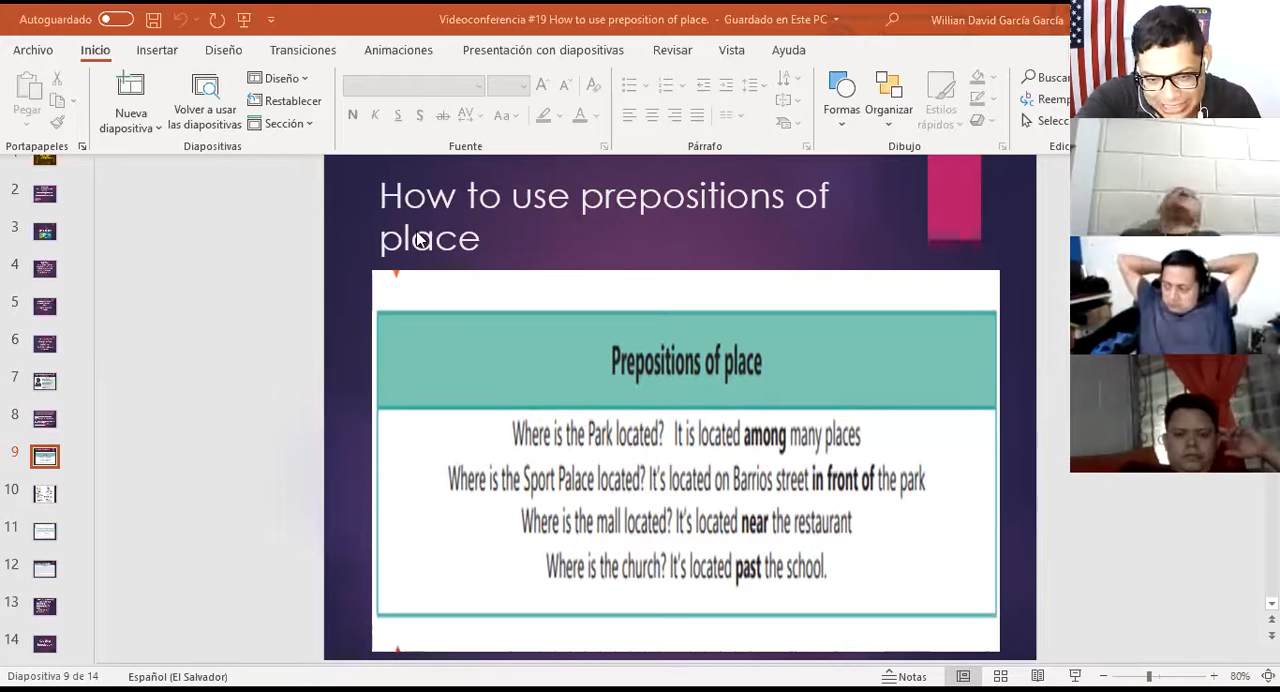 Autoguardado
Videoconferencia #19 How to use preposition of place. - Guardado en Este PC
Willian David García García
Archivo Inicio Insertar Diseño Transiciones Animaciones Presentación con diapositivas Revisar Vista Ayuda
Pegar
Nueva diapositiva
Volver a usar las diapositivas
Diseño
Restablecer
Sección
N K S S ab AV Aa A
Formas
Organizar
Estilos rápidos
Buscar
Reemp
Selecc
Portapapeles Diapositivas Fuente Párrafo Dibujo Edic
2
3
4
5
6
7
8
9
10
11
12
13
14
How to use prepositions of
place
Prepositions of place
Where is the Park located? It is located among many places
Where is the Sport Palace located? It's located on Barrios street in front of the park
Where is the mall located? It's located near the restaurant
Where is the church? It's located past the school.
Diapositiva 9 de 14 Español (El Salvador) Notas 80%